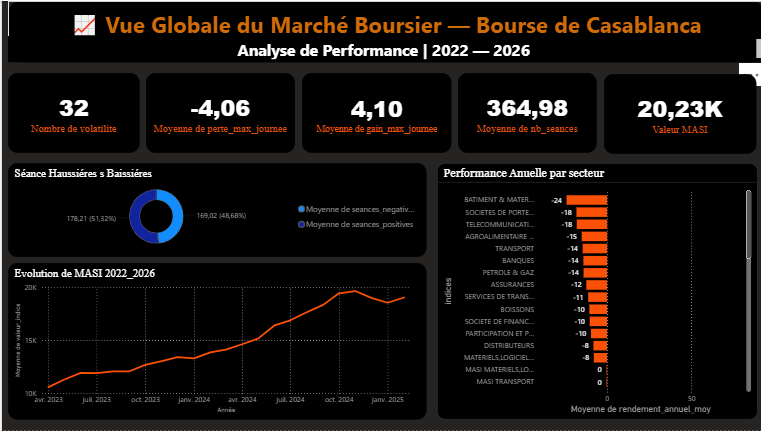 📈 Vue Globale du Marché Boursier — Bourse de Casablanca
Analyse de Performance | 2022 — 2026
32
Nombre de volatilite
-4,06
Moyenne de perte_max_journee
4,10
Moyenne de gain_max_journee
364,98
Moyenne de nb_seances
20,23K
Valeur MASI
Séance Haussiéres s Baissiéres
178,21 (51,32%)
169,02 (48,68%)
Moyenne de seances_negativ...
Moyenne de seances_positives
Evolution de MASI 2022_2026
Moyenne de valeur_indice
20K
15K
10K
avr. 2023 juil. 2023 oct. 2023 janv. 2024 avr. 2024 juil. 2024 oct. 2024 janv. 2025
Année
Performance Anuelle par secteur
indices
BATIMENT & MATER... -24
SOCIETES DE PORTE... -18
TELECOMMUNICATI... -18
AGROALIMENTAIRE ... -15
TRANSPORT -14
BANQUES -14
PETROLE & GAZ -14
ASSURANCES -12
SERVICES DE TRANS... -11
BOISSONS -10
SOCIETE DE FINANC... -10
PARTICIPATION ET P... -10
DISTRIBUTEURS -8
MATERIELS,LOGICIEL... -8
MASI MATERIELS,LO... 0
MASI TRANSPORT 0
0 50
Moyenne de rendement_annuel_moy